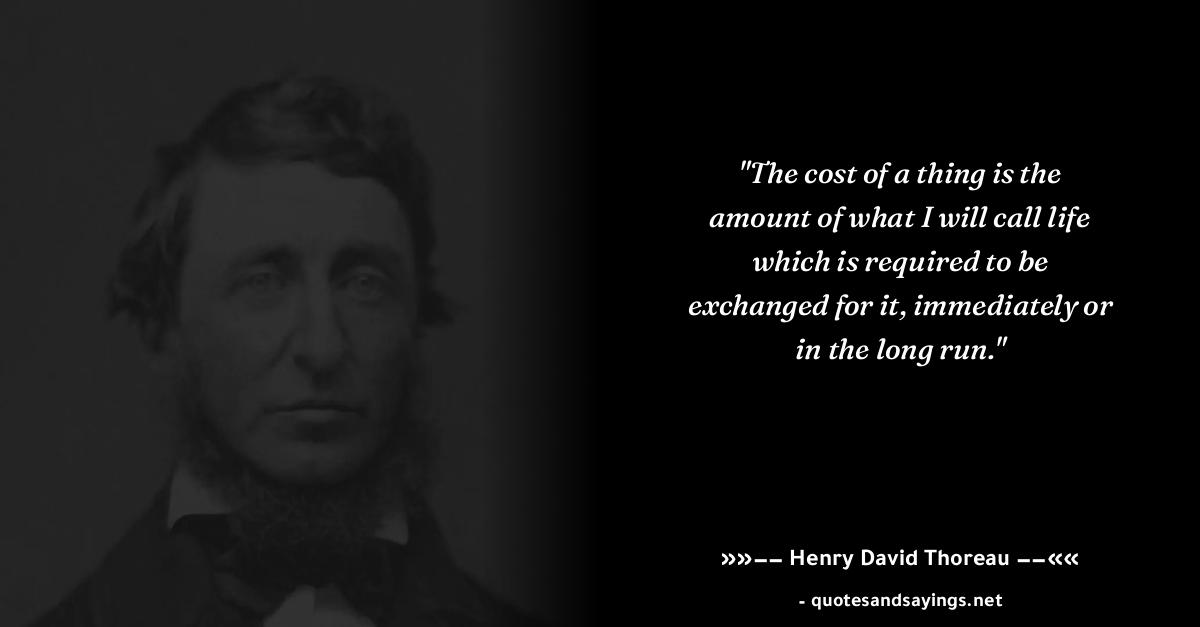 "The cost of a thing is the
amount of what I will call life
which is required to be
exchanged for it, immediately or
in the long run."
»»−− Henry David Thoreau −−««
- quotesandsayings.net